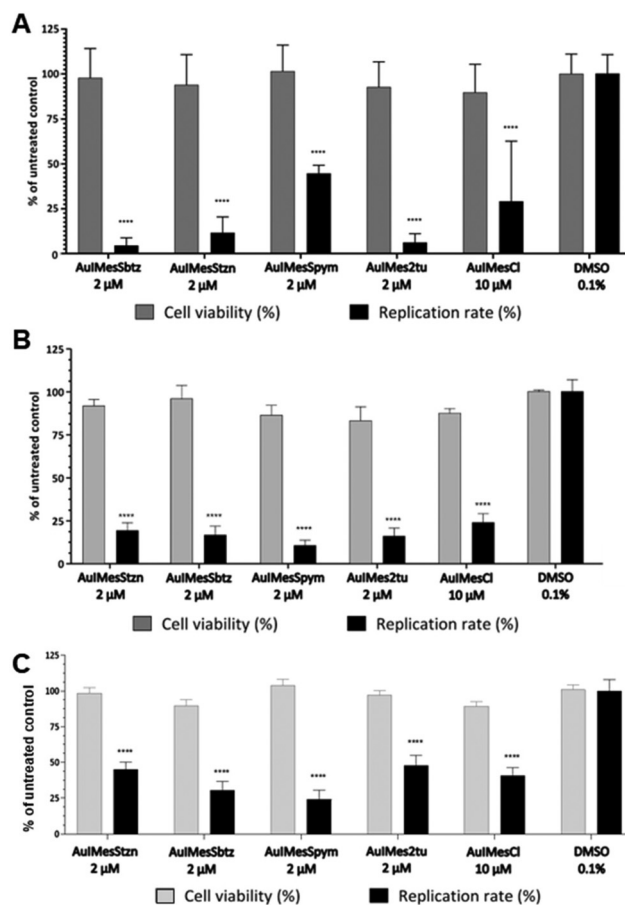 A
% of untreated control
125
100
75
50
25
0
**** **** **** **** ****
AuIMesSbtz AuIMesStzn AuIMesSpym AuIMes2tu AuIMesCl DMSO
2 µM 2 µM 2 µM 2 µM 10 µM 0.1%
Cell viability (%) Replication rate (%)
B
% of untreated control
125
100
75
50
25
0
**** **** **** **** ****
AuIMesStzn AuIMesSbtz AuIMesSpym AuIMes2tu AuIMesCl DMSO
2 µM 2 µM 2 µM 2 µM 10 µM 0.1%
Cell viability (%) Replication rate (%)
C
% of untreated control
125
100
75
50
25
0
**** **** **** **** ****
AuIMesStzn AuIMesSbtz AuIMesSpym AuIMes2tu AuIMesCl DMSO
2 µM 2 µM 2 µM 2 µM 10 µM 0.1%
Cell viability (%) Replication rate (%)